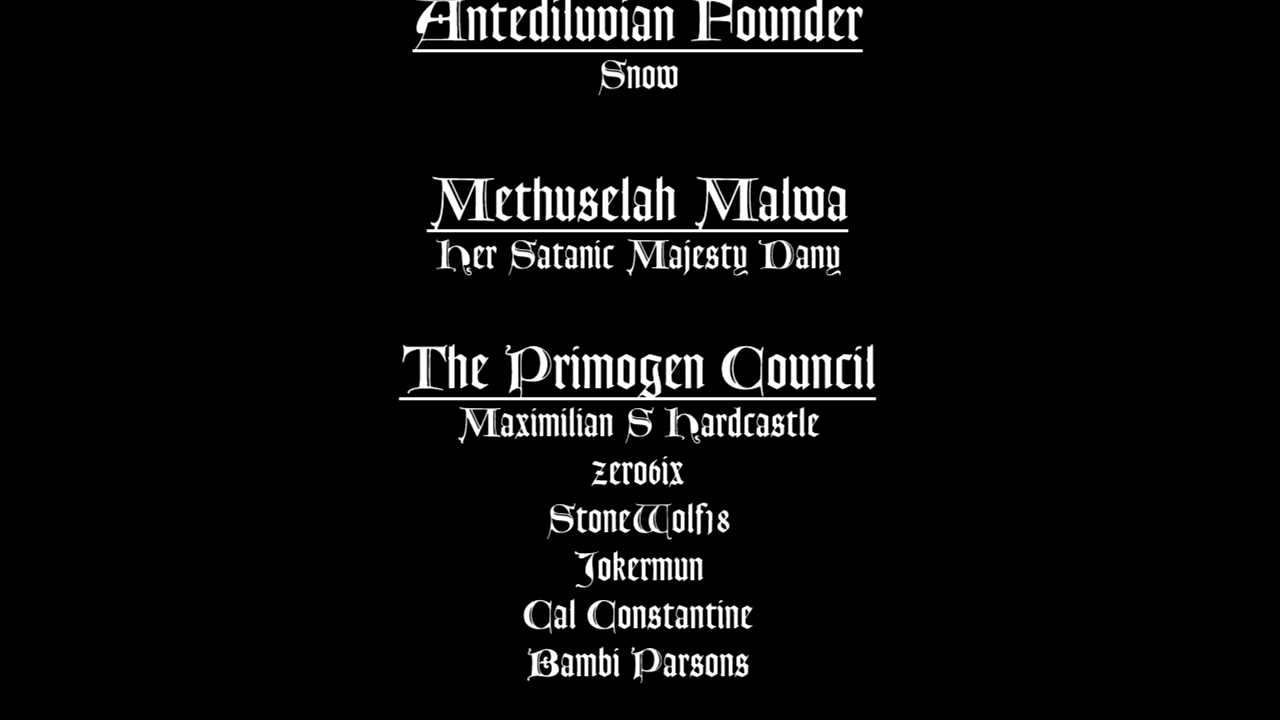 Antediluvian Founder
Snow
Methuselah Malwa
Her Satanic Majesty Dany
The Primogen Council
Maximilian S Hardcastle
zero6ix
StoneWolf18
Jokermun
Cal Constantine
Bambi Parsons